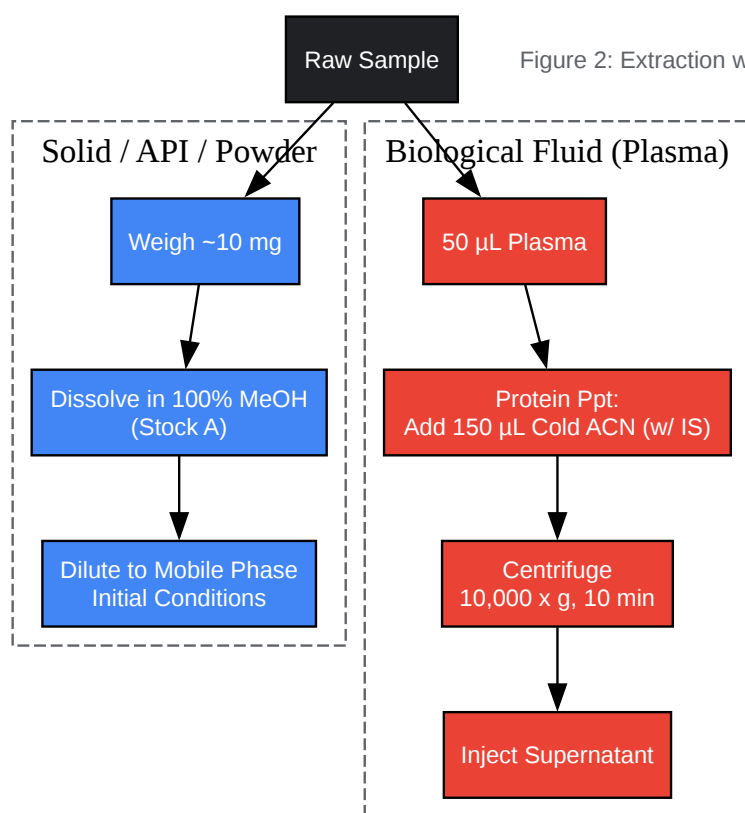 Raw Sample
Figure 2: Extraction
Solid / API / Powder
Weigh ~10 mg
Dissolve in 100% MeOH
(Stock A)
Dilute to Mobile Phase
Initial Conditions
Biological Fluid (Plasma)
50 µL Plasma
Protein Ppt:
Add 150 µL Cold ACN (w/ IS)
Centrifuge
10,000 x g, 10 min
Inject Supernatant